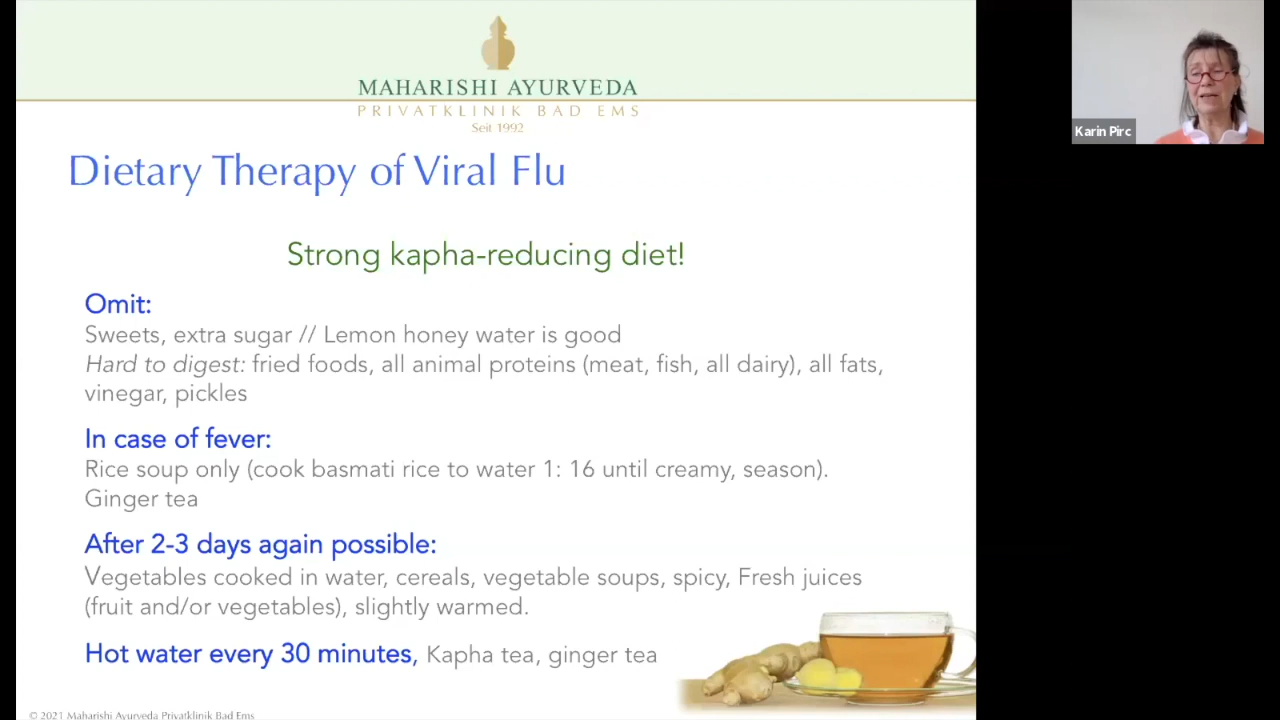 MAHARISHI AYURVEDA
PRIVATKLINIK BAD EMS
Seit 1992
Karin Pirc
Dietary Therapy of Viral Flu
Strong kapha-reducing diet!
Omit:
Sweets, extra sugar // Lemon honey water is good
Hard to digest: fried foods, all animal proteins (meat, fish, all dairy), all fats,
vinegar, pickles
In case of fever:
Rice soup only (cook basmati rice to water 1: 16 until creamy, season).
Ginger tea
After 2-3 days again possible:
Vegetables cooked in water, cereals, vegetable soups, spicy, Fresh juices
(fruit and/or vegetables), slightly warmed.
Hot water every 30 minutes, Kapha tea, ginger tea
© 2021 Maharishi Ayurveda Privatklinik Bad Ems